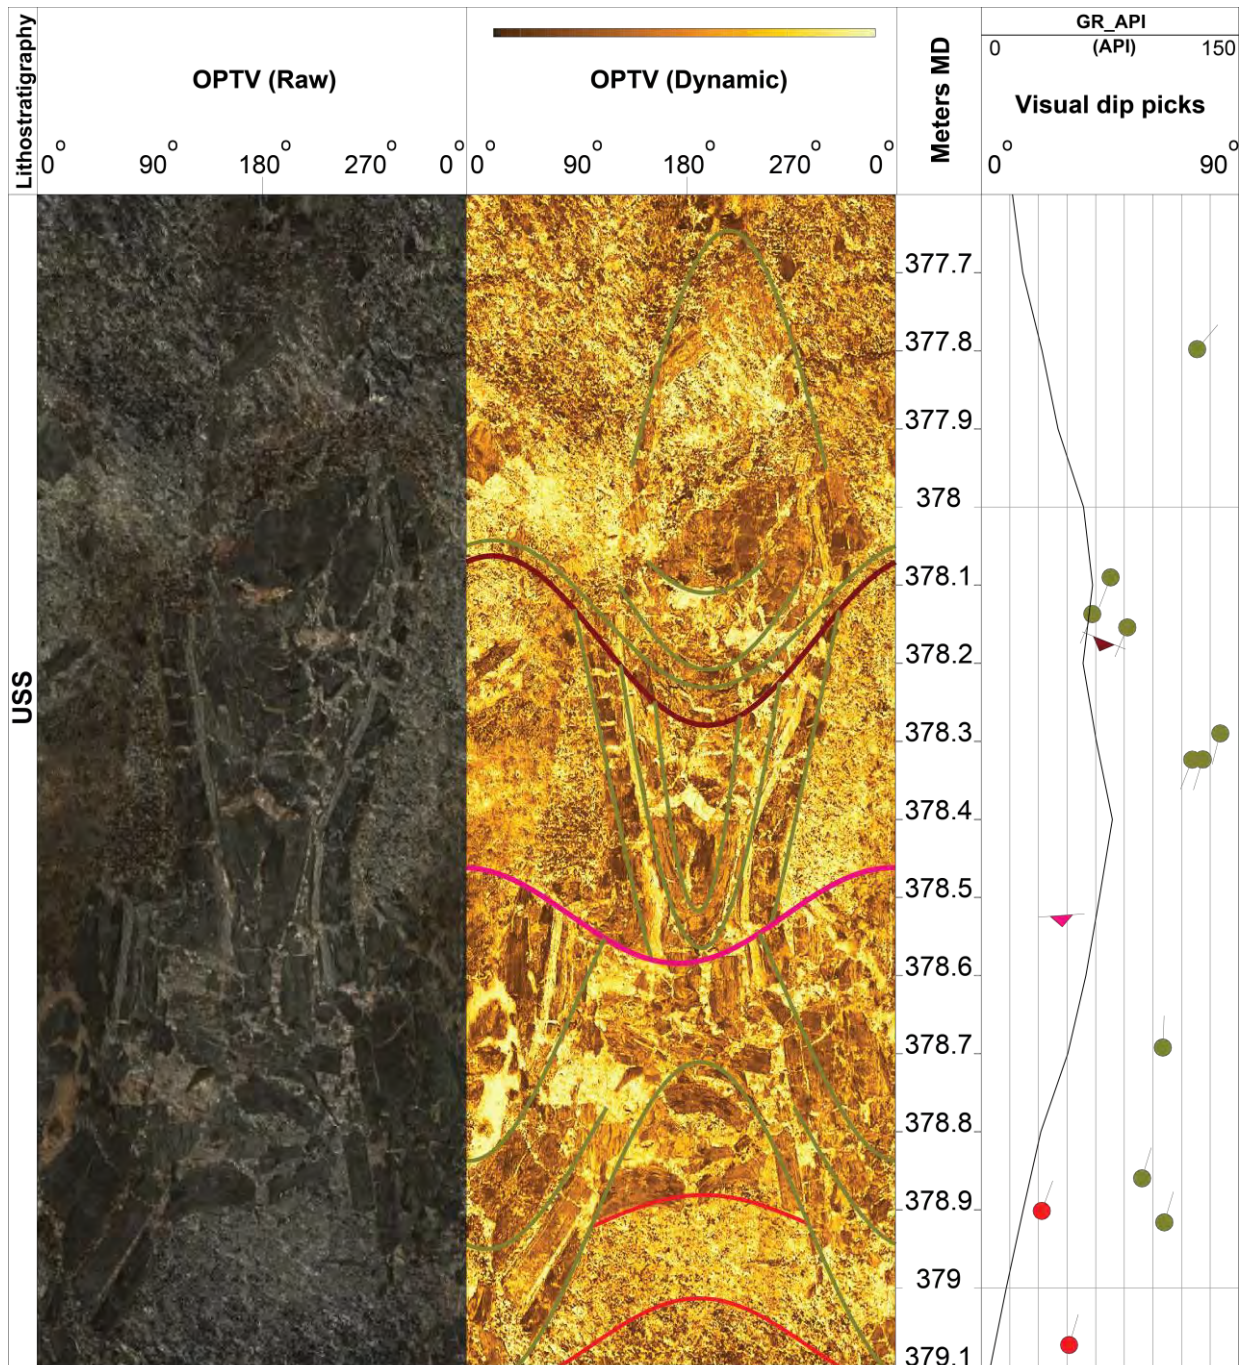 Lithostratigraphy
OPTV (Raw)
0° 90° 180° 270° 0°
OPTV (Dynamic)
0° 90° 180° 270° 0°
Meters MD
GR_API
0 (API) 150
Visual dip picks
0° 90°
USS
377.7
377.8
377.9
378
378.1
378.2
378.3
378.4
378.5
378.6
378.7
378.8
378.9
379
379.1